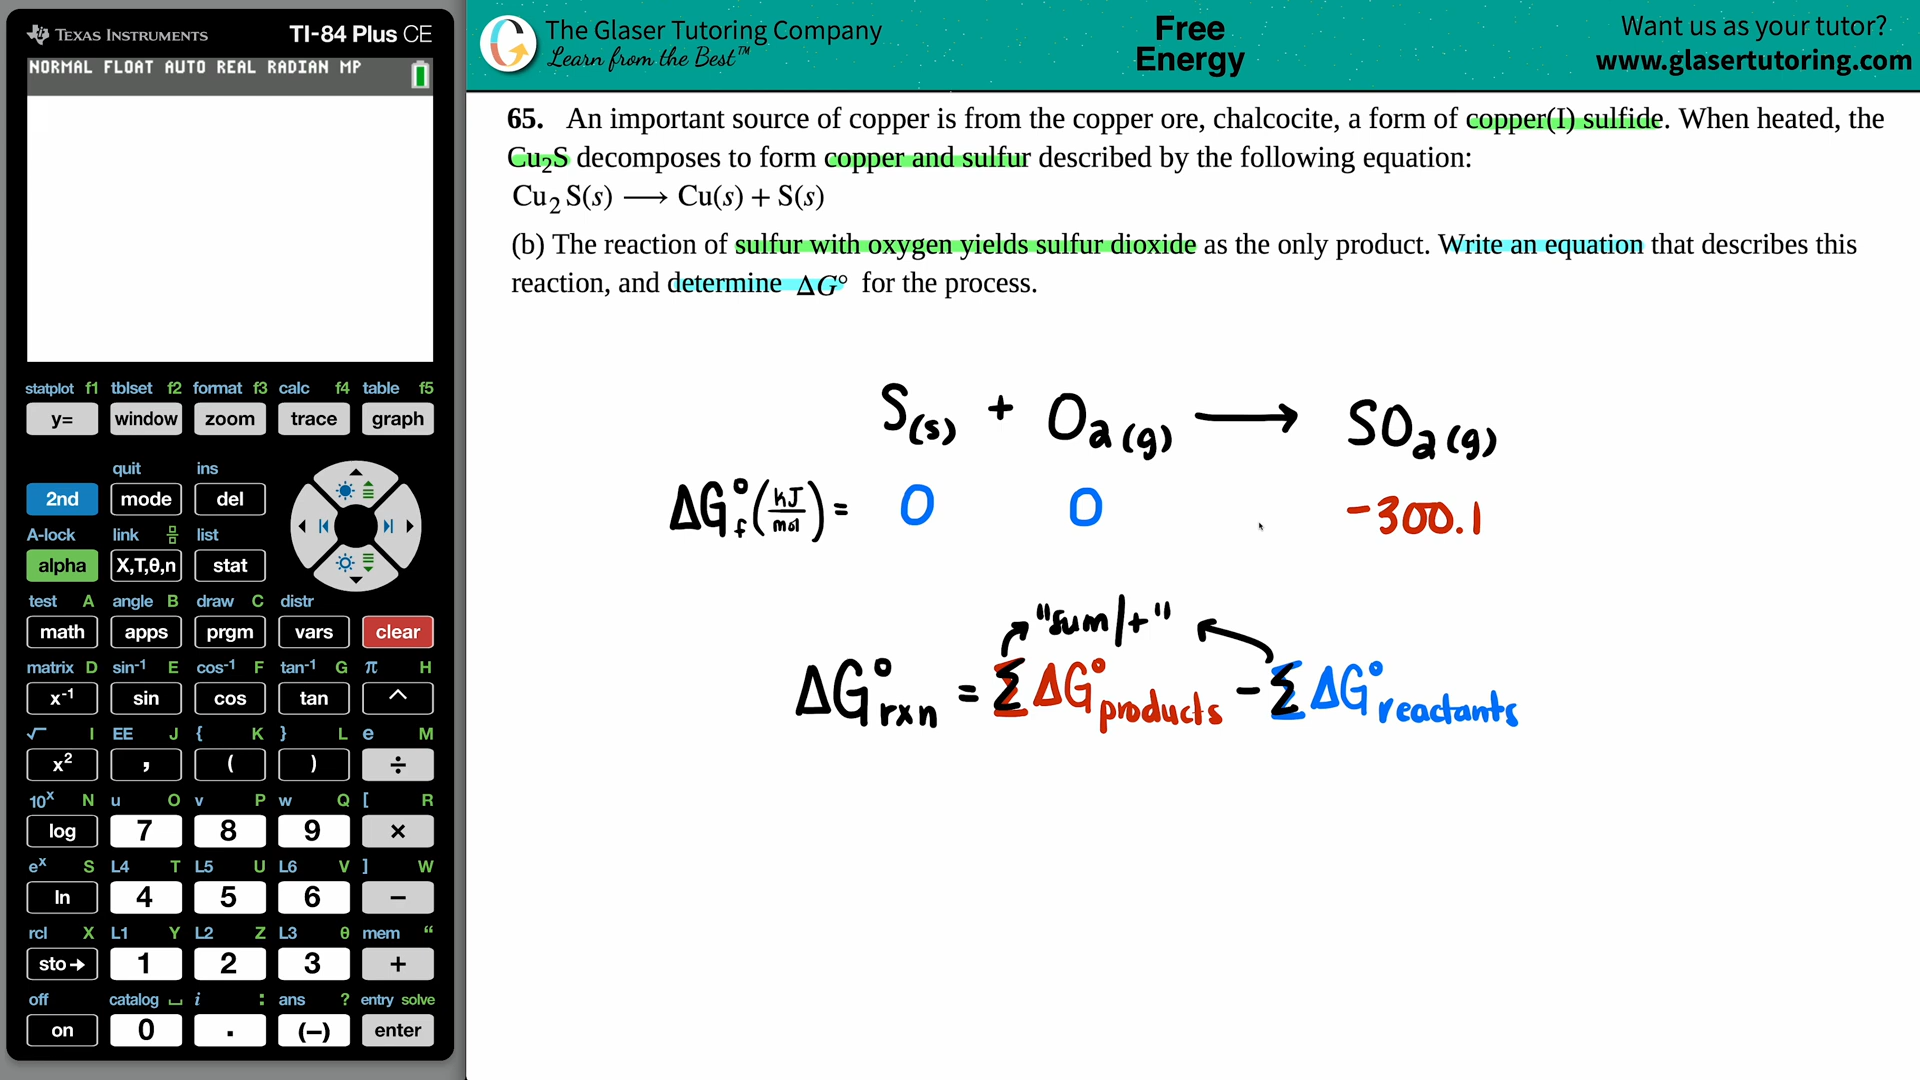 TEXAS INSTRUMENTS TI-84 Plus CE
NORMAL FLOAT AUTO REAL RADIAN MP
statplot f1 tblset f2 format f3 calc f4 table f5
y= window zoom trace graph
quit ins
2nd mode del
A-lock link list
alpha X,T,θ,n stat
test A angle B draw C distr
math apps prgm vars clear
matrix D sin⁻¹ E cos⁻¹ F tan⁻¹ G π H
x⁻¹ sin cos tan ^
√ I EE J { K } L e M
x² , ( ) ÷
10ˣ N u O v P w Q [ R
log 7 8 9 ×
eˣ S L4 T L5 U L6 V ] W
ln 4 5 6 −
rcl X L1 Y L2 Z L3 θ mem “
sto→ 1 2 3 +
off catalog ⎵ i : ans ? entry solve
on 0 . (−) enter
The Glaser Tutoring Company
Learn from the Best™
Free
Energy
Want us as your tutor?
www.glasertutoring.com
65. An important source of copper is from the copper ore, chalcocite, a form of copper(I) sulfide. When heated, the
Cu₂S decomposes to form copper and sulfur described by the following equation:
Cu₂S(s) ⟶ Cu(s) + S(s)
(b) The reaction of sulfur with oxygen yields sulfur dioxide as the only product. Write an equation that describes this
reaction, and determine ΔG° for the process.
S(s) + O₂(g) ⟶ SO₂(g)
ΔG°f (kJ/mol) = 0 0 -300.1
"sum/+"
ΔG°rxn = Σ ΔG°products − Σ ΔG°reactants